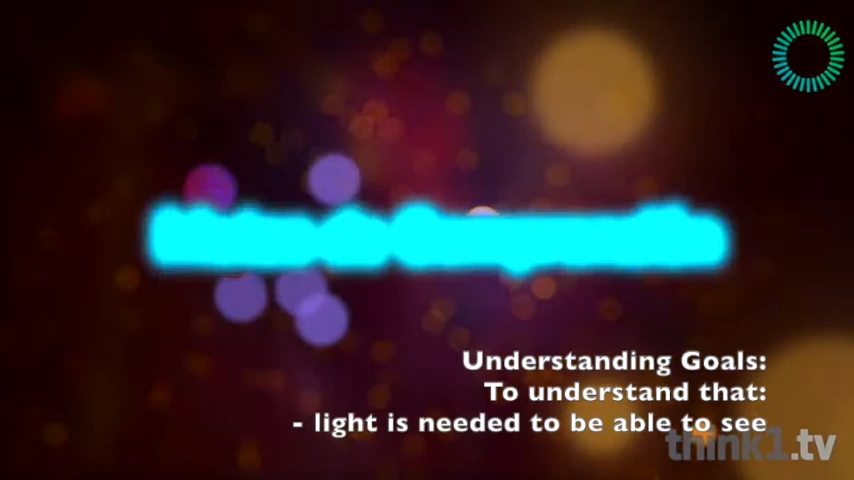 Understanding Goals:
To understand that:
- light is needed to be able to see
think1.tv